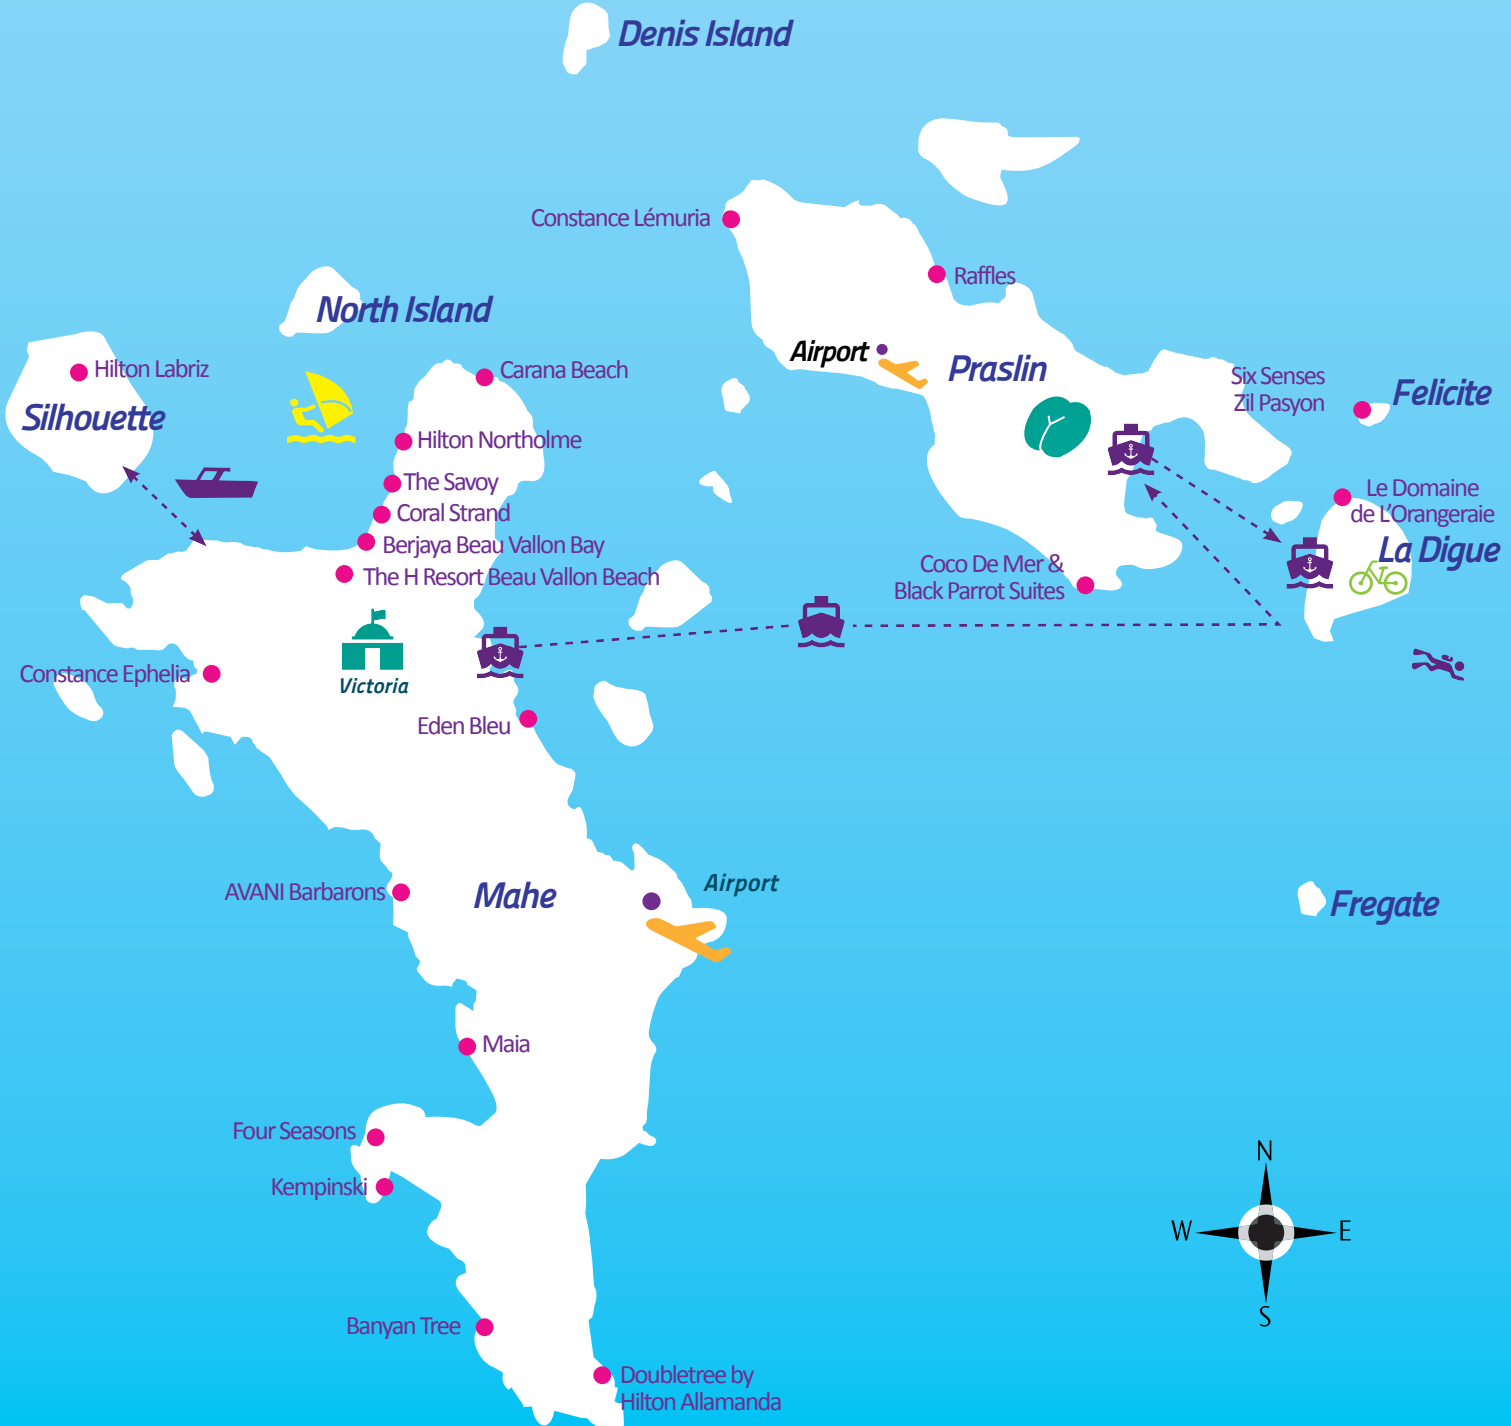 Denis Island
Constance Lémuria
Raffles
North Island
Airport
Praslin
Hilton Labriz
Silhouette
Carana Beach
Six Senses
Zil Pasyon
Felicite
Hilton Northolme
The Savoy
Coral Strand
Berjaya Beau Vallon Bay
The H Resort Beau Vallon Beach
Le Domaine
de L'Orangeraie
La Digue
Coco De Mer &
Black Parrot Suites
Constance Ephelia
Victoria
Eden Bleu
AVANI Barbarons
Mahe
Airport
Fregate
Maia
Four Seasons
Kempinski
N
W
E
S
Banyan Tree
Doubletree by
Hilton Allamanda